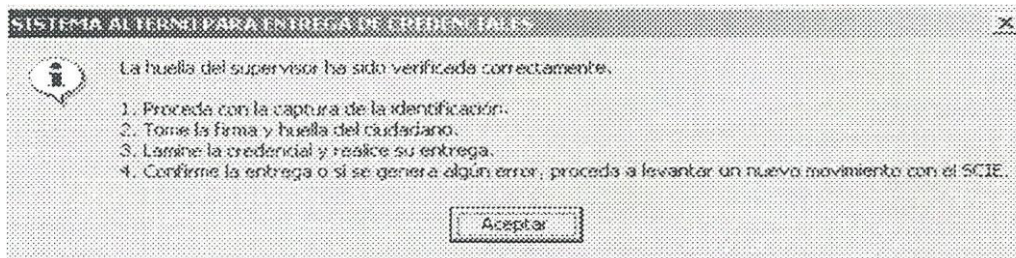 SISTEMA ALTERNO PARA ENTREGA DE CREDENCIALES
La huella del supervisor ha sido verificada correctamente.
1. Proceda con la captura de la identificación.
2. Tome la firma y huella del ciudadano.
3. Lamine la credencial y realice su entrega.
4. Confirme la entrega o si se genera algún error, proceda a levantar un nuevo movimiento con el SCIE.
Aceptar